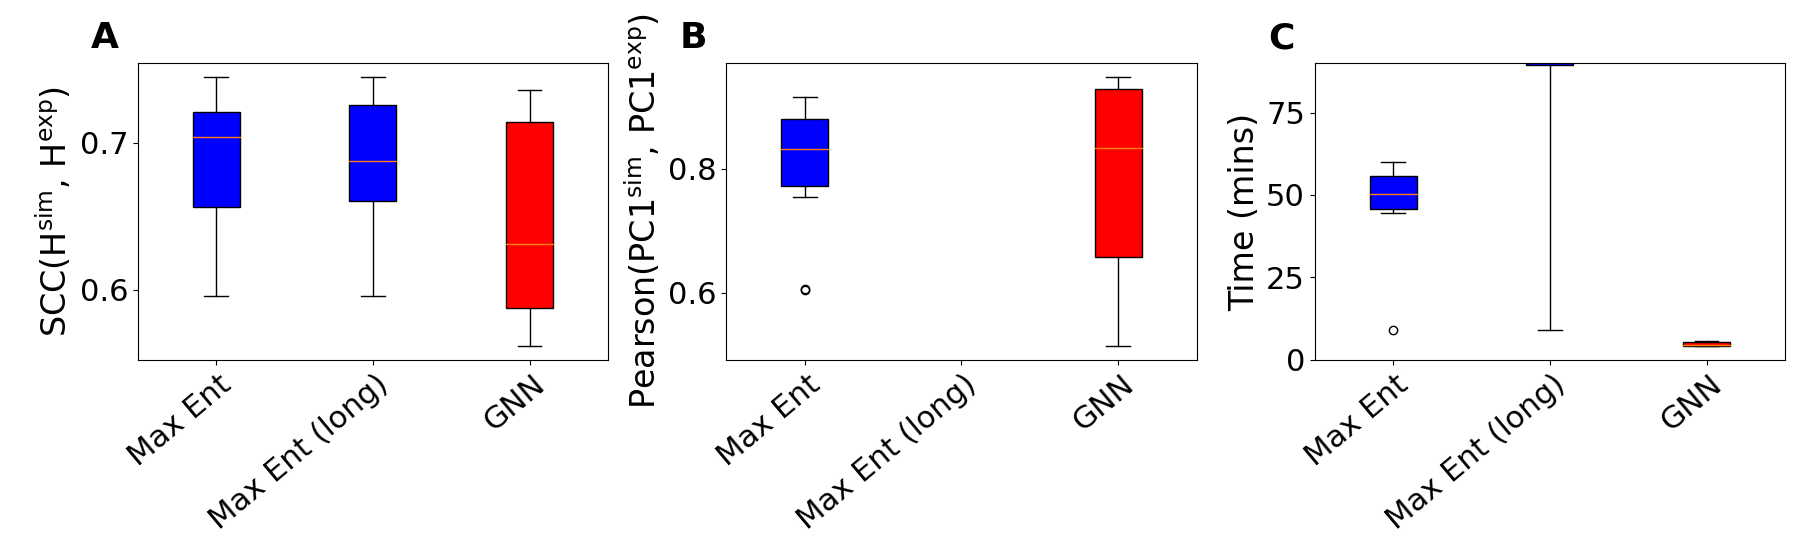 A
SCC(H^sim, H^exp)
0.7
0.6
Max Ent
Max Ent (long)
GNN
B
Pearson(PC1^sim, PC1^exp)
0.8
0.6
Max Ent
Max Ent (long)
GNN
C
Time (mins)
75
50
25
0
Max Ent
Max Ent (long)
GNN